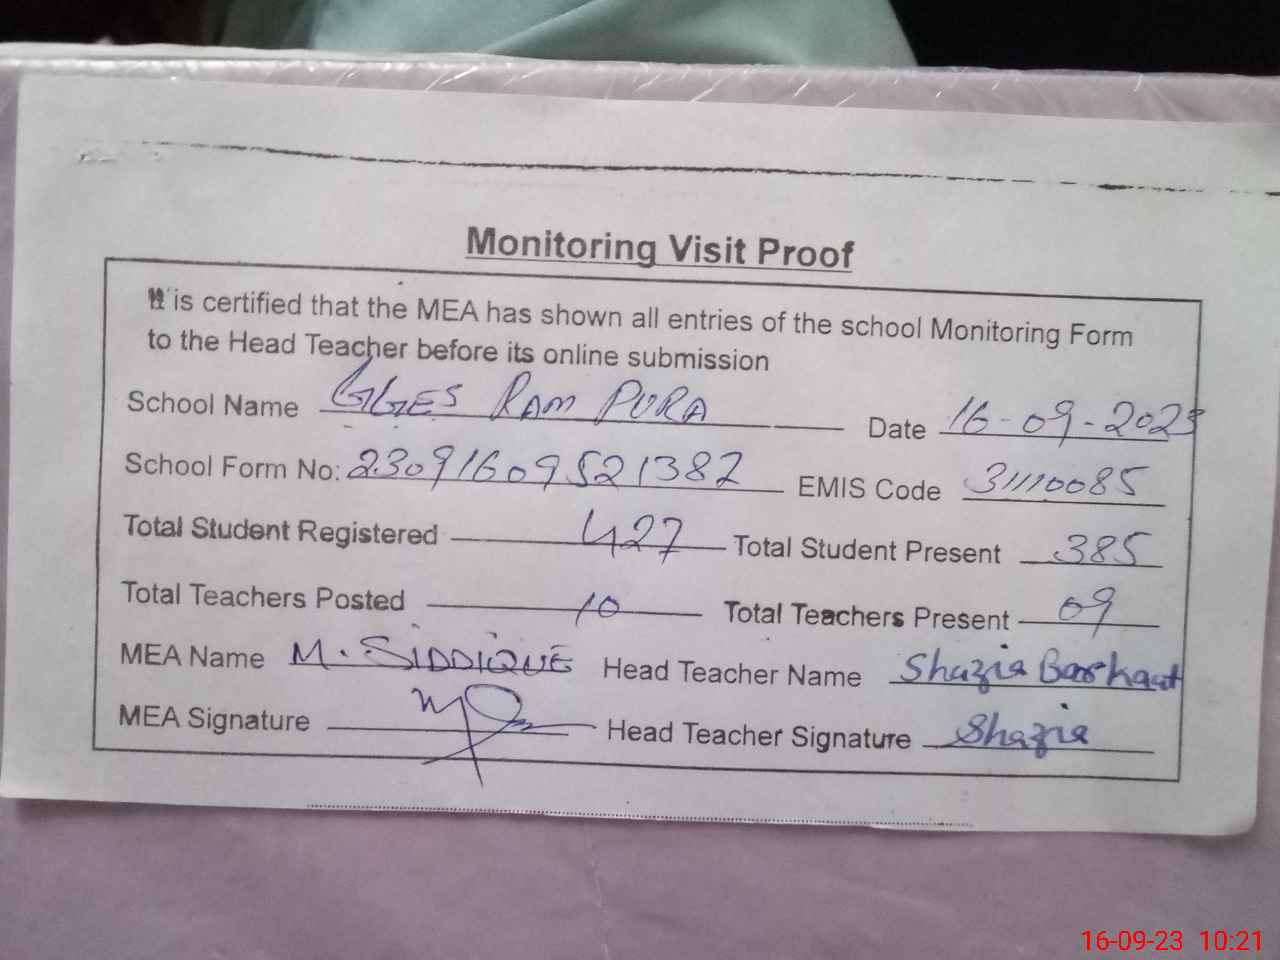 Monitoring Visit Proof
It is certified that the MEA has shown all entries of the school Monitoring Form
to the Head Teacher before its online submission
School Name GGES RAM PURA Date 16-09-2023
School Form No: 23091609521382 EMIS Code 31110085
Total Student Registered 427 Total Student Present 385
Total Teachers Posted 10 Total Teachers Present 09
MEA Name M. SIDDIQUE Head Teacher Name Shazia Barkaat
MEA Signature Head Teacher Signature Shazia
16-09-23 10:21